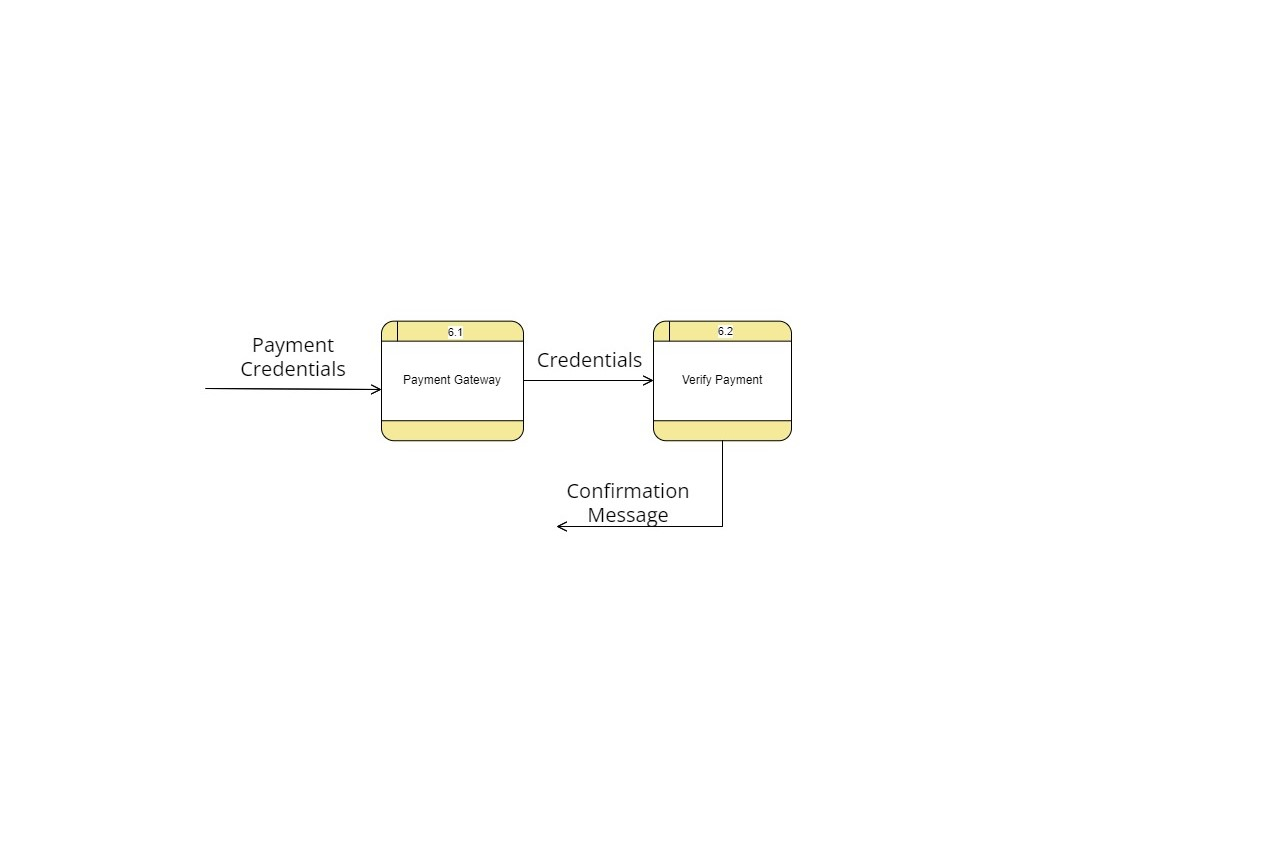 6.1
6.2
Payment
Credentials
Credentials
Payment Gateway
Verify Payment
Confirmation
Message